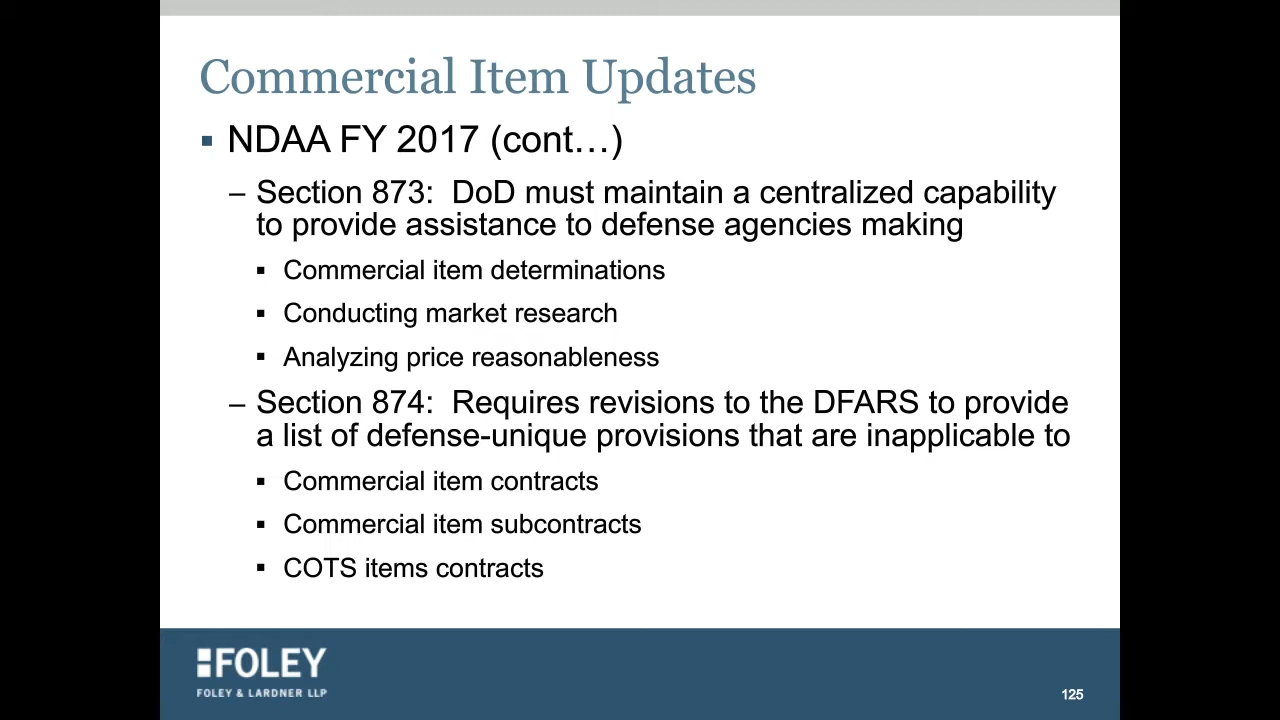 Commercial Item Updates
▪ NDAA FY 2017 (cont…)
– Section 873:  DoD must maintain a centralized capability
to provide assistance to defense agencies making
▪ Commercial item determinations
▪ Conducting market research
▪ Analyzing price reasonableness
– Section 874:  Requires revisions to the DFARS to provide
a list of defense-unique provisions that are inapplicable to
▪ Commercial item contracts
▪ Commercial item subcontracts
▪ COTS items contracts
FOLEY
FOLEY & LARDNER LLP
125